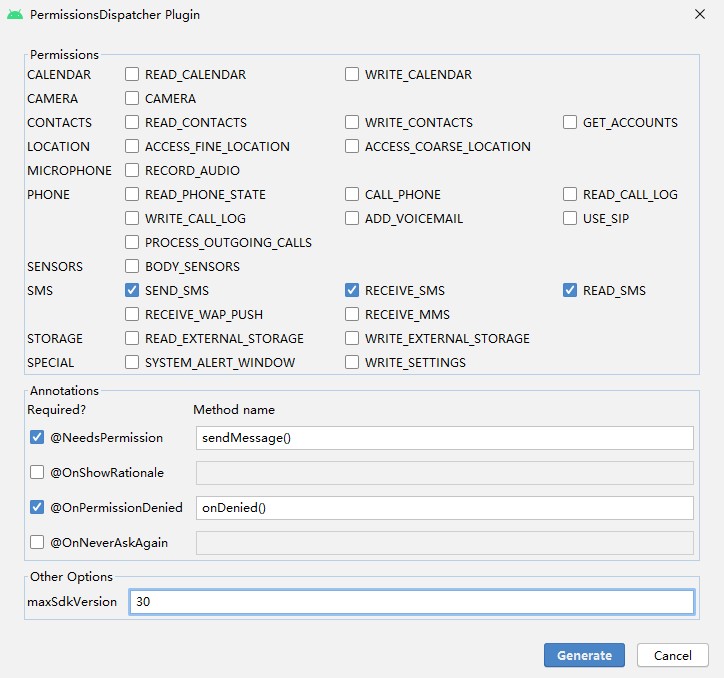 PermissionsDispatcher Plugin
Permissions
CALENDAR READ_CALENDAR WRITE_CALENDAR
CAMERA CAMERA
CONTACTS READ_CONTACTS WRITE_CONTACTS GET_ACCOUNTS
LOCATION ACCESS_FINE_LOCATION ACCESS_COARSE_LOCATION
MICROPHONE RECORD_AUDIO
PHONE READ_PHONE_STATE CALL_PHONE READ_CALL_LOG
WRITE_CALL_LOG ADD_VOICEMAIL USE_SIP
PROCESS_OUTGOING_CALLS
SENSORS BODY_SENSORS
SMS SEND_SMS RECEIVE_SMS READ_SMS
RECEIVE_WAP_PUSH RECEIVE_MMS
STORAGE READ_EXTERNAL_STORAGE WRITE_EXTERNAL_STORAGE
SPECIAL SYSTEM_ALERT_WINDOW WRITE_SETTINGS
Annotations
Required? Method name
@NeedsPermission sendMessage()
@OnShowRationale
@OnPermissionDenied onDenied()
@OnNeverAskAgain
Other Options
maxSdkVersion 30
Generate Cancel